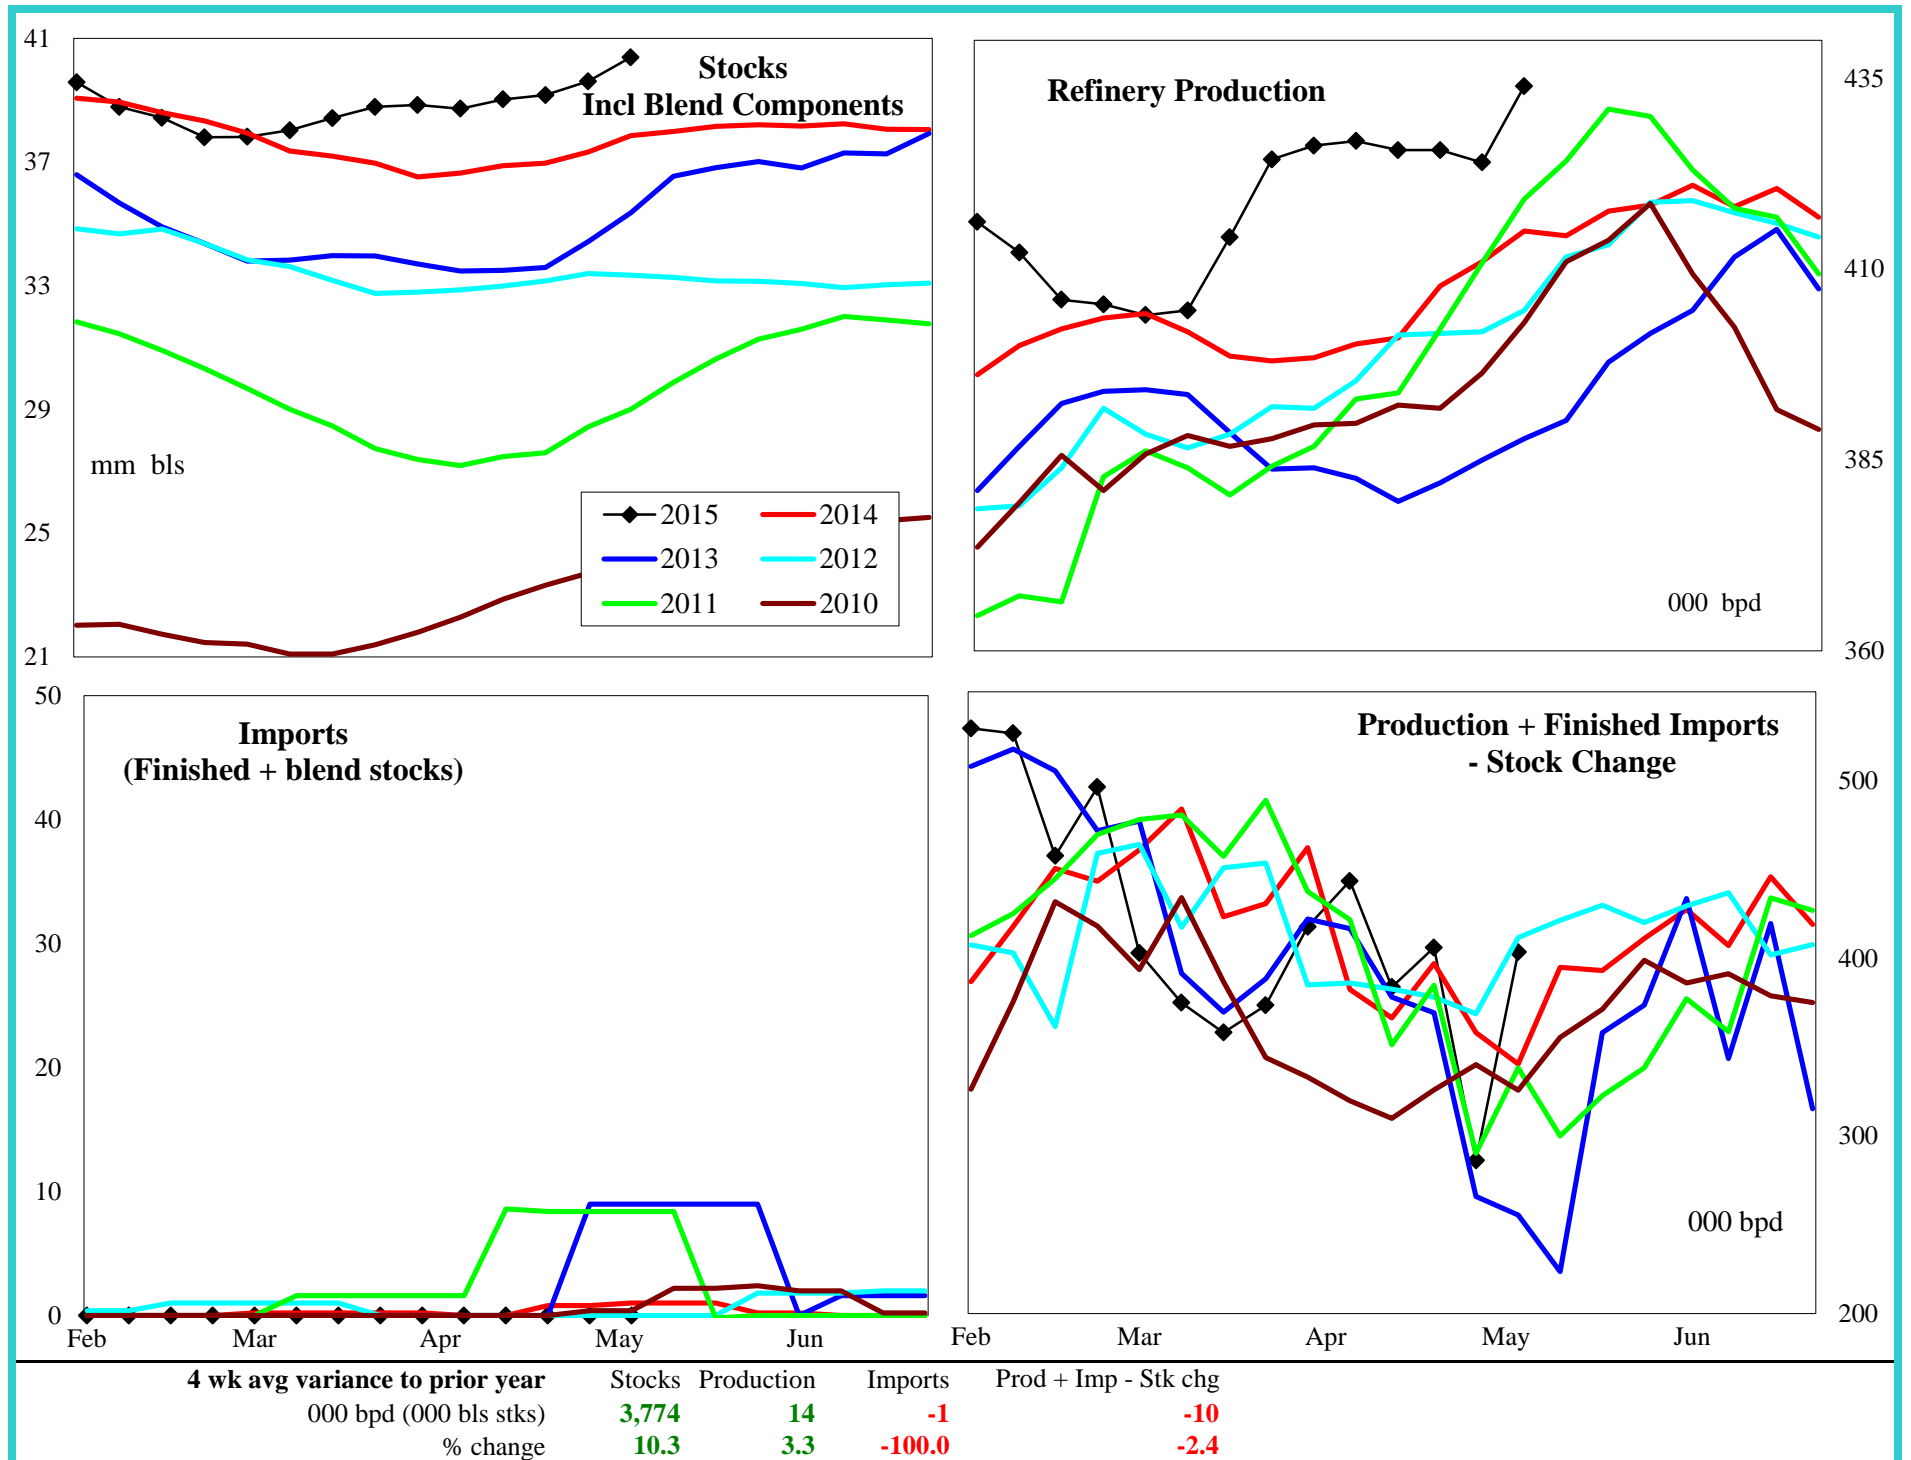 41
37
33
29
25
21
Stocks
Incl Blend Components
mm bls
2015
2014
2013
2012
2011
2010
Refinery Production
435
410
385
360
000 bpd
50
40
30
20
10
0
Imports
(Finished + blend stocks)
Feb Mar Apr May Jun
Production + Finished Imports
- Stock Change
500
400
300
200
000 bpd
Feb Mar Apr May Jun
4 wk avg variance to prior year Stocks Production Imports Prod + Imp - Stk chg
000 bpd (000 bls stks) 3,774 14 -1 -10
% change 10.3 3.3 -100.0 -2.4